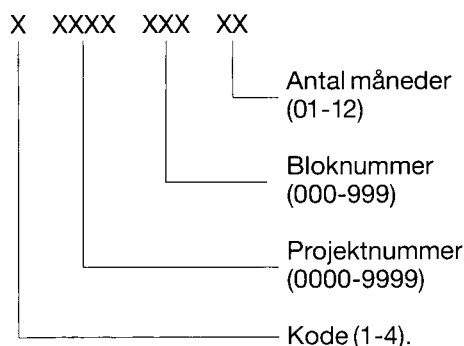 X XXXX XXX XX
Antal måneder
(01-12)
Bloknummer
(000-999)
Projektnummer
(0000-9999)
Kode (1-4).